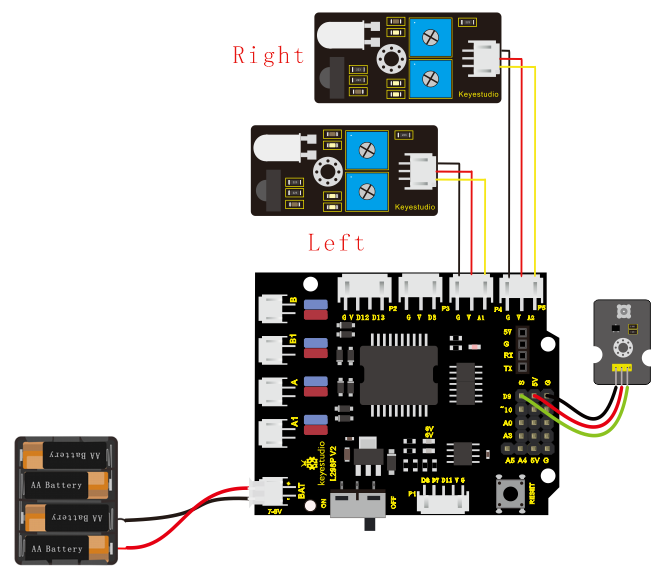 Right
Keyestudio
Keyestudio
Left
G V D12 D13
P2
G V D8
P3
G V A1
P4
G V A2
P5
B
B1
A
A1
5V
G
RX
TX
S 5V G
D9
10
A0
A3
A5 A4 5V G
keyestudio
L298P V2
BAT
+
-
7-6V
ON
OFF
P1
D6 D7 D11 V G
RESET
AA Battery
AA Battery
AA Battery
AA Battery